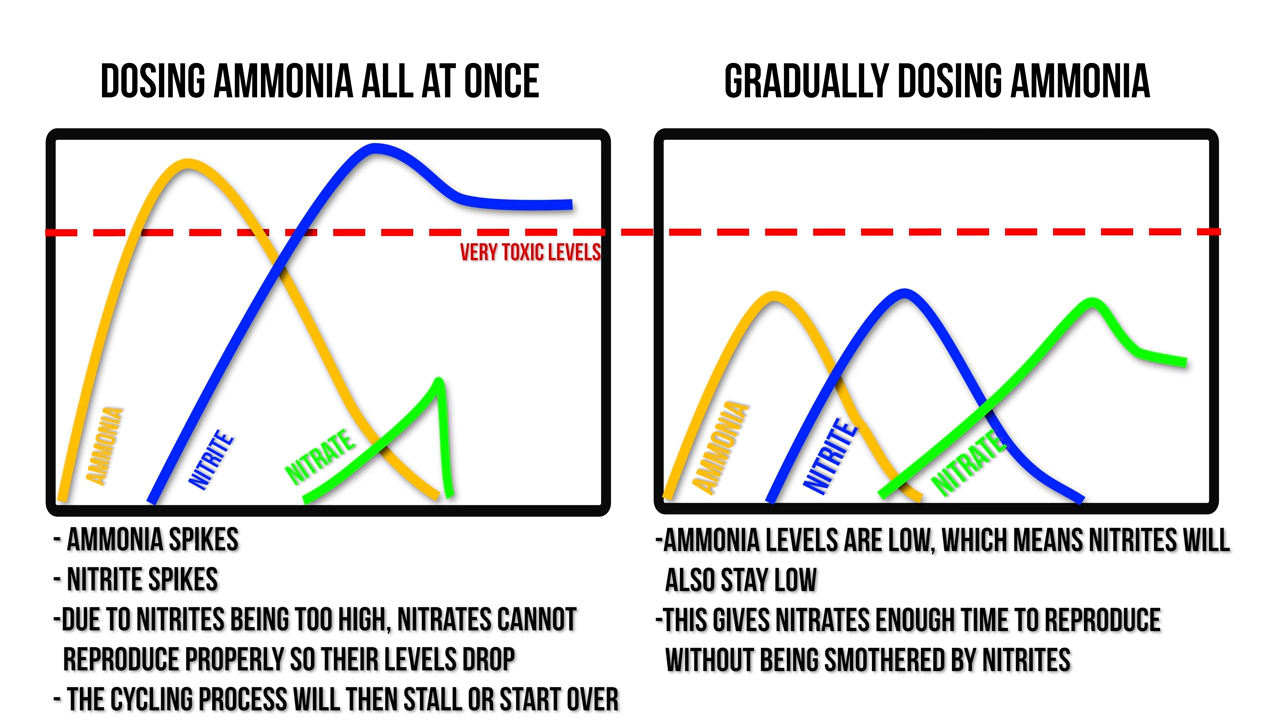 DOSING AMMONIA ALL AT ONCE
VERY TOXIC LEVELS
AMMONIA
NITRITE
NITRATE
- AMMONIA SPIKES
- NITRITE SPIKES
-DUE TO NITRITES BEING TOO HIGH, NITRATES CANNOT
REPRODUCE PROPERLY SO THEIR LEVELS DROP
- THE CYCLING PROCESS WILL THEN STALL OR START OVER
GRADUALLY DOSING AMMONIA
AMMONIA
NITRITE
NITRATE
-AMMONIA LEVELS ARE LOW, WHICH MEANS NITRITES WILL
ALSO STAY LOW
-THIS GIVES NITRATES ENOUGH TIME TO REPRODUCE
WITHOUT BEING SMOTHERED BY NITRITES